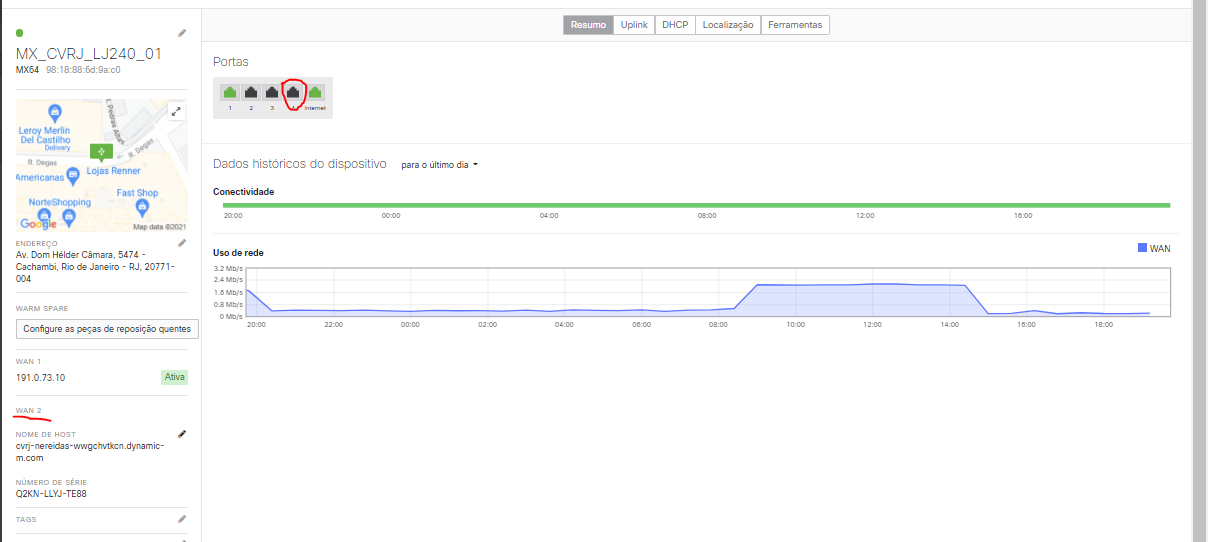 Resumo
Uplink
DHCP
Localização
Ferramentas
MX_CVRJ_LJ240_01
MX64 98:18:88:6d:9a:c0
Leroy Merlin
Del Castilho
Delivery
R. Degas
R. Degas
Lojas Renner
Americanas
Fast Shop
NorteShopping
Google
Map data ©2021
ENDEREÇO
Av. Dom Hélder Câmara, 5474 -
Cachambi, Rio de Janeiro - RJ, 20771-
004
WARM SPARE
Configure as peças de reposição quentes
WAN 1
191.0.73.10
Ativa
WAN 2
NOME DE HOST
cvrj-nereidas-wwgchvtkcn.dynamic-
m.com
NÚMERO DE SÉRIE
Q2KN-LLYJ-TE88
TAGS
Portas
1 2 3 4 Internet
Dados históricos do dispositivo para o último dia
Conectividade
20:00 00:00 04:00 08:00 12:00 16:00
Uso de rede
WAN
3.2 Mb/s
2.4 Mb/s
1.6 Mb/s
0.8 Mb/s
0 Mb/s
20:00 22:00 00:00 02:00 04:00 06:00 08:00 10:00 12:00 14:00 16:00 18:00